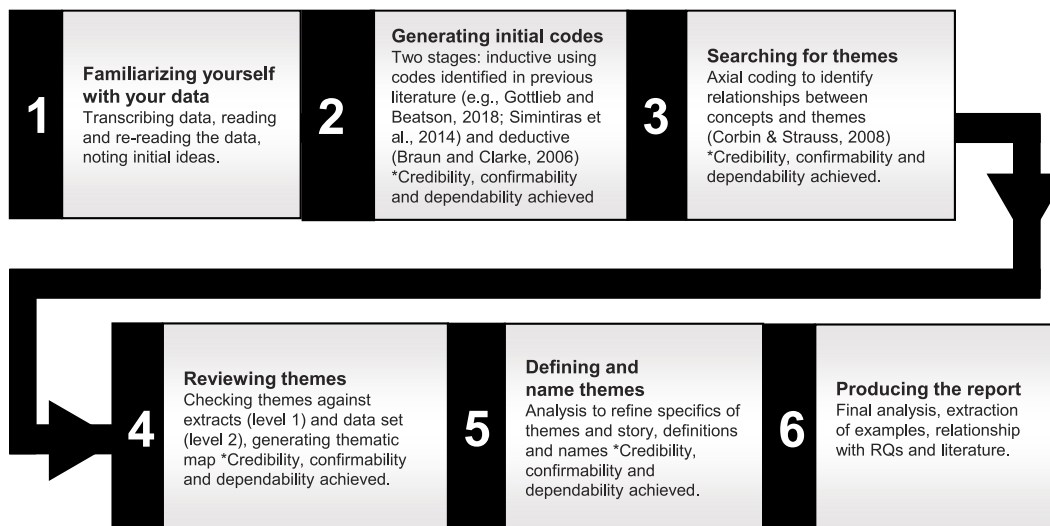 1
Familiarizing yourself
with your data
Transcribing data, reading
and re-reading the data,
noting initial ideas.
2
Generating initial codes
Two stages: inductive using
codes identified in previous
literature (e.g., Gottlieb and
Beatson, 2018; Simintiras et
al., 2014) and deductive
(Braun and Clarke, 2006)
*Credibility, confirmability
and dependability achieved
3
Searching for themes
Axial coding to identify
relationships between
concepts and themes
(Corbin & Strauss, 2008)
*Credibility, confirmability and
dependability achieved.
4
Reviewing themes
Checking themes against
extracts (level 1) and data set
(level 2), generating thematic
map *Credibility, confirmability
and dependability achieved.
5
Defining and
name themes
Analysis to refine specifics of
themes and story, definitions
and names *Credibility,
confirmability and
dependability achieved.
6
Producing the report
Final analysis, extraction
of examples, relationship
with RQs and literature.